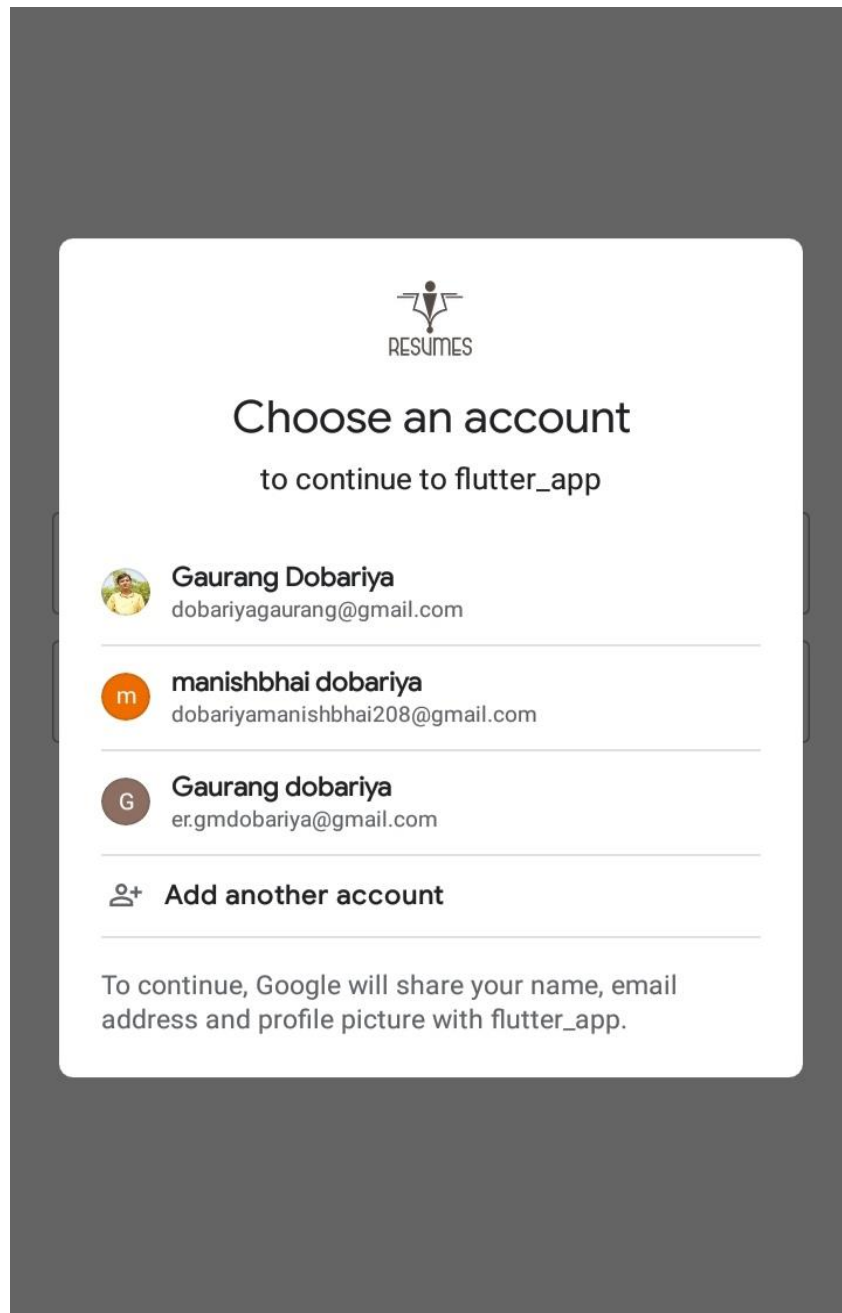 RESUMES
Choose an account
to continue to flutter_app
Gaurang Dobariya
dobariyagaurang@gmail.com
m
manishbhai dobariya
dobariyamanishbhai208@gmail.com
G
Gaurang dobariya
er.gmdobariya@gmail.com
Add another account
To continue, Google will share your name, email
address and profile picture with flutter_app.